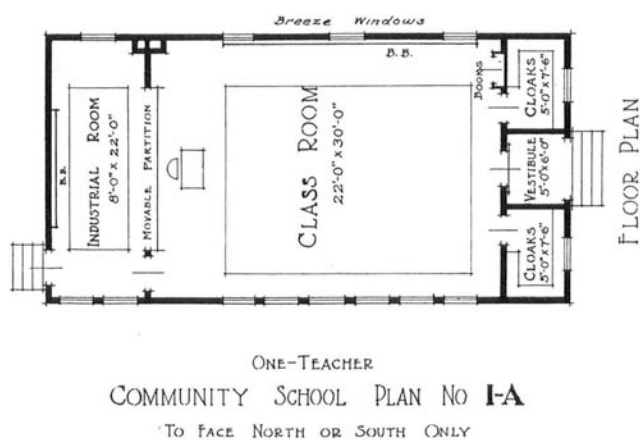 Breeze Windows
B.B.
BOOKS
CLOAKS
5'-0" x 7'-6"
INDUSTRIAL ROOM
8'-0" x 22'-0"
B.B.
MOVABLE PARTITION
CLASS ROOM
22'-0" x 30'-0"
VESTIBULE
5'-0" x 6'-0"
CLOAKS
5'-0" x 7'-6"
FLOOR PLAN
ONE-TEACHER
COMMUNITY SCHOOL PLAN NO I-A
TO FACE NORTH OR SOUTH ONLY